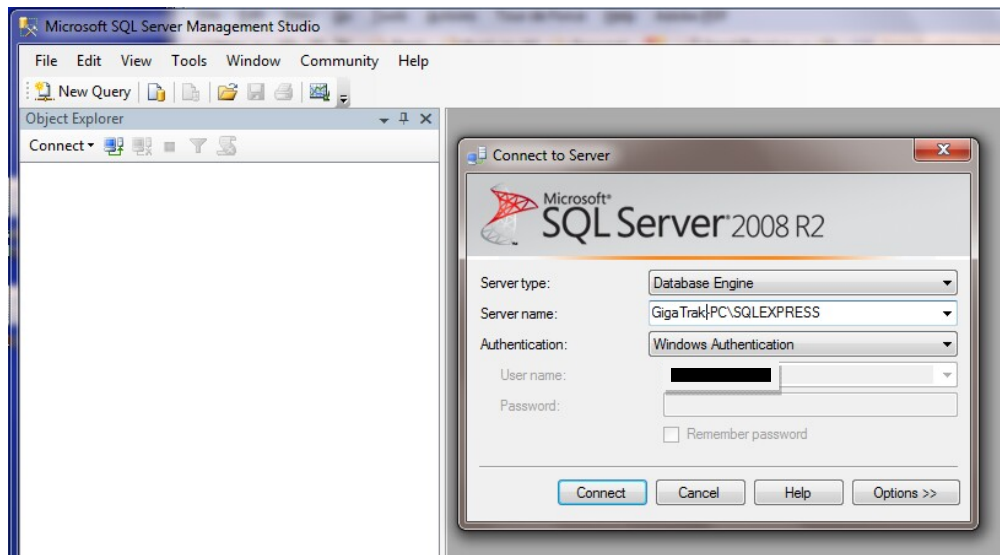 Microsoft SQL Server Management Studio
File Edit View Tools Window Community Help
New Query
Object Explorer
Connect
Connect to Server
Microsoft®
SQL Server® 2008 R2
Server type: Database Engine
Server name: GigaTrak-PC\SQLEXPRESS
Authentication: Windows Authentication
User name:
Password:
Remember password
Connect Cancel Help Options >>